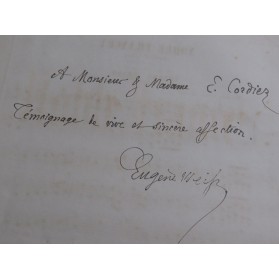 A Monsieur & Madame E. Cordier
Témoignage de vive et sincère affection.
Eugène